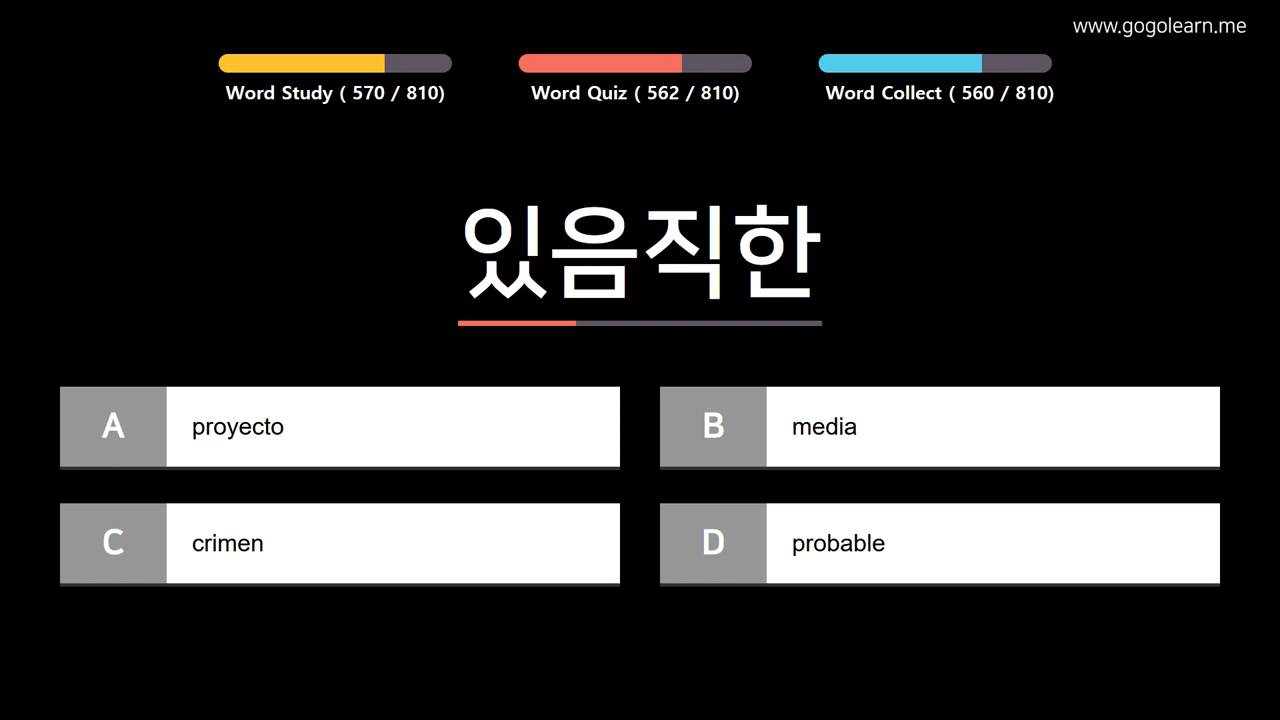 www.gogolearn.me
Word Study ( 570 / 810)
Word Quiz ( 562 / 810)
Word Collect ( 560 / 810)
있음직한
A proyecto
B media
C crimen
D probable